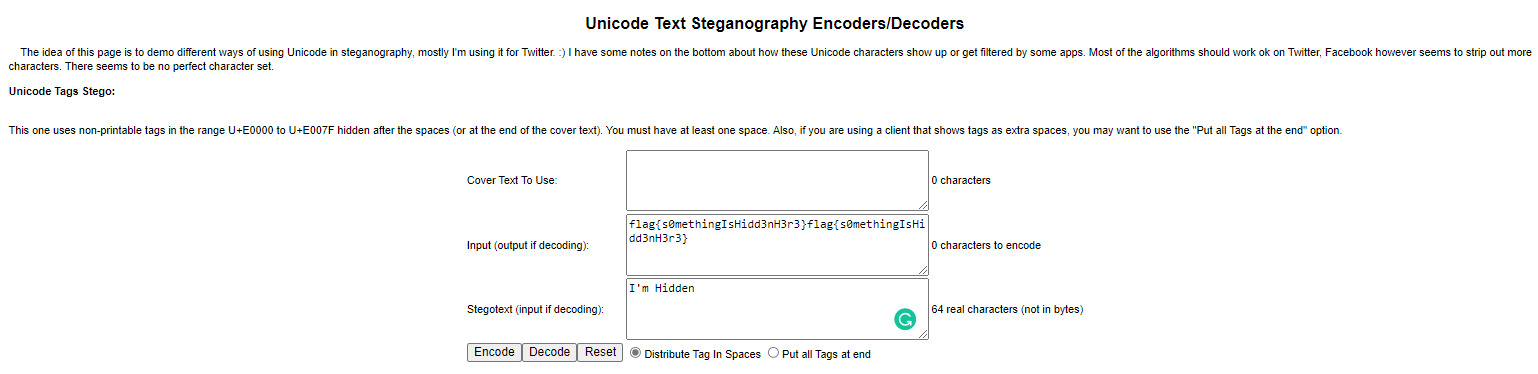 Unicode Text Steganography Encoders/Decoders
The idea of this page is to demo different ways of using Unicode in steganography, mostly I'm using it for Twitter. :) I have some notes on the bottom about how these Unicode characters show up or get filtered by some apps. Most of the algorithms should work ok on Twitter, Facebook however seems to strip out more
characters. There seems to be no perfect character set.
Unicode Tags Stego:
This one uses non-printable tags in the range U+E0000 to U+E007F hidden after the spaces (or at the end of the cover text). You must have at least one space. Also, if you are using a client that shows tags as extra spaces, you may want to use the "Put all Tags at the end" option.
Cover Text To Use: 0 characters
flag{s0methingIsHidd3nH3r3}flag{s0methingIsHi
dd3nH3r3}
Input (output if decoding): 0 characters to encode
I'm Hidden
Stegotext (input if decoding): 64 real characters (not in bytes)
Encode Decode Reset Distribute Tag In Spaces Put all Tags at end